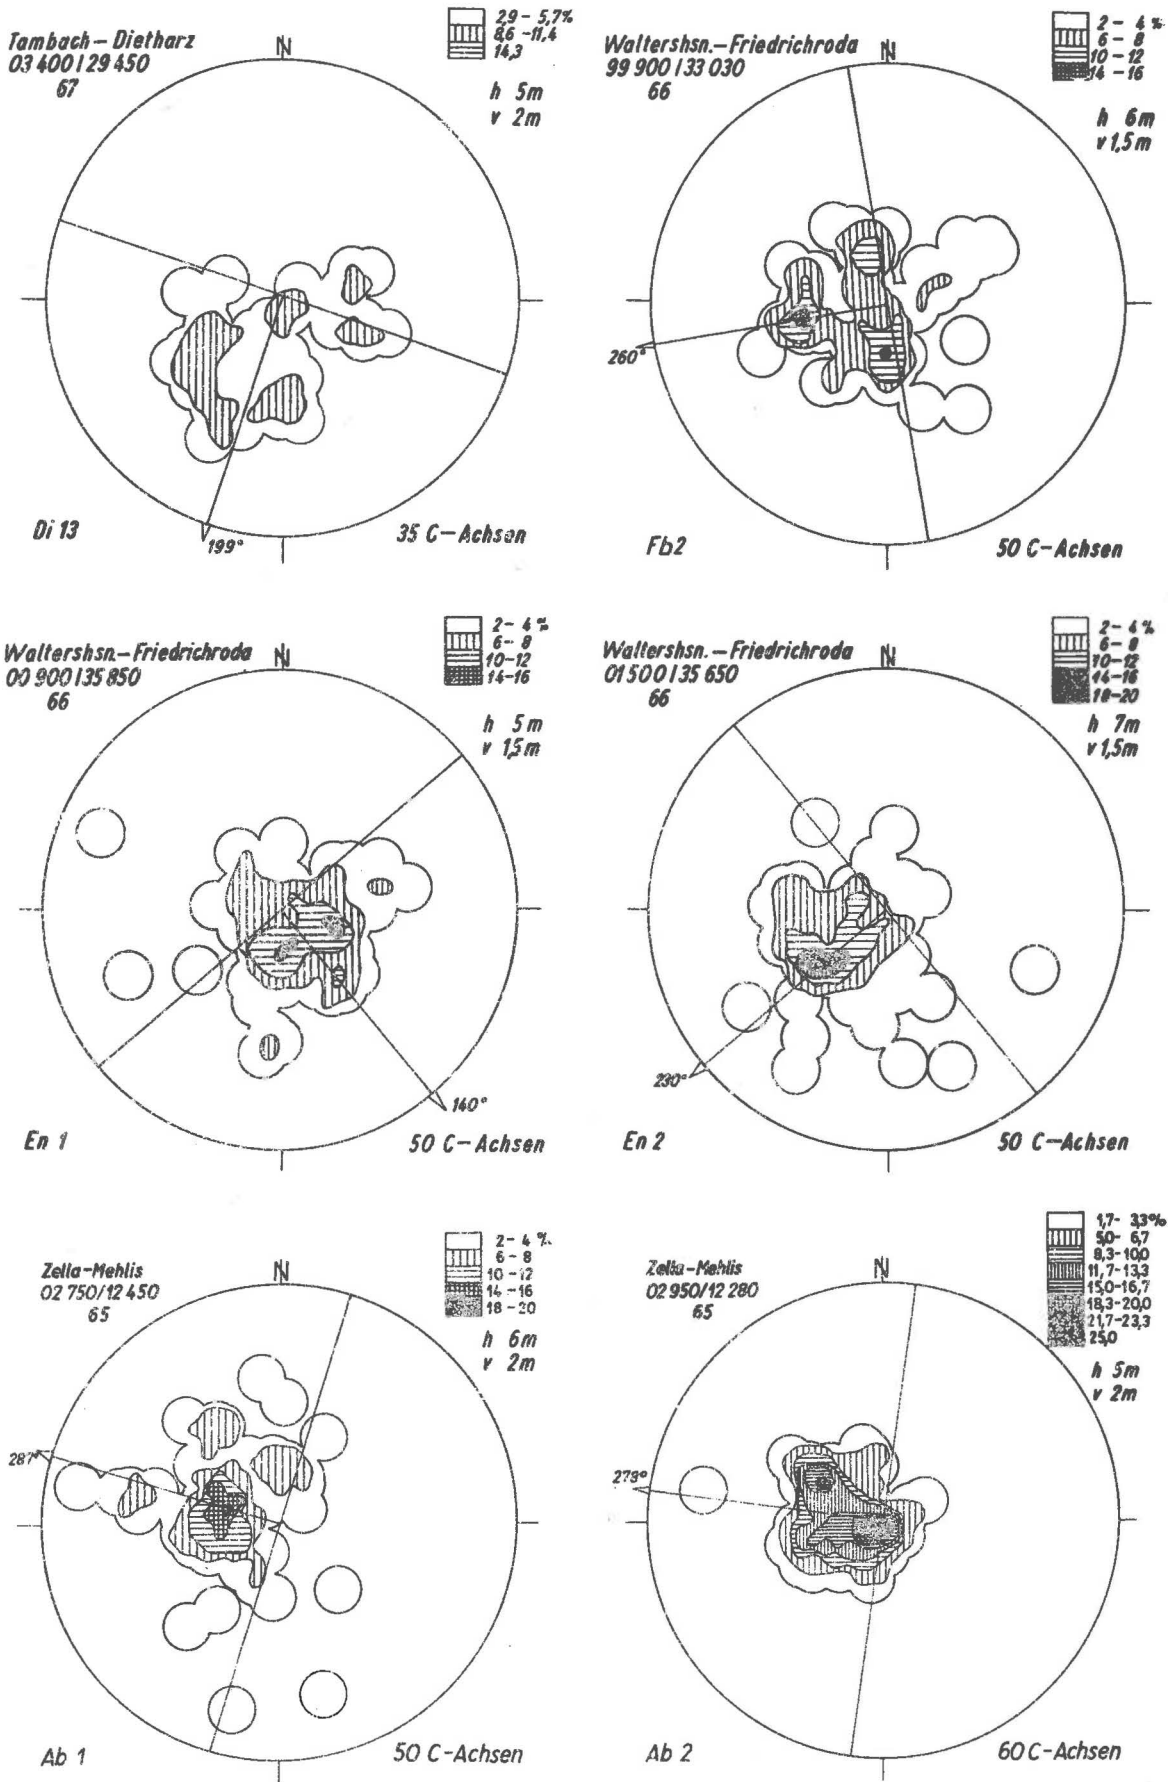 Tambach-Dietharz
03 400 / 29 450
67
N
2,9 - 5,7%
8,6 - 11,4
14,3
h 5m
v 2m
199°
Di 13
35 C-Achsen
Waltershsn.-Friedrichroda
99 900 / 33 030
66
N
2 - 4 %
6 - 8
10 - 12
14 - 16
h 6m
v 1,5m
260°
Fb2
50 C-Achsen
Waltershsn.-Friedrichroda
00 900 / 35 850
66
N
2 - 4 %
6 - 8
10-12
14-16
h 5m
v 1,5m
140°
En 1
50 C-Achsen
Waltershsn.-Friedrichroda
01 500 / 35 650
66
N
2 - 4 %
6 - 8
10-12
14-16
18-20
h 7m
v 1,5m
230°
En 2
50 C-Achsen
Zella-Mehlis
02 750/12 450
65
N
2 - 4 %
6 - 8
10 - 12
14 - 16
18 - 20
h 6m
v 2m
287°
Ab 1
50 C-Achsen
Zella-Mehlis
02 950/12 280
65
N
1,7 - 3,3%
5,0 - 6,7
8,3 - 10,0
11,7 - 13,3
15,0 - 16,7
18,3 - 20,0
21,7 - 23,3
25,0
h 5m
v 2m
Ab 2
60 C-Achsen